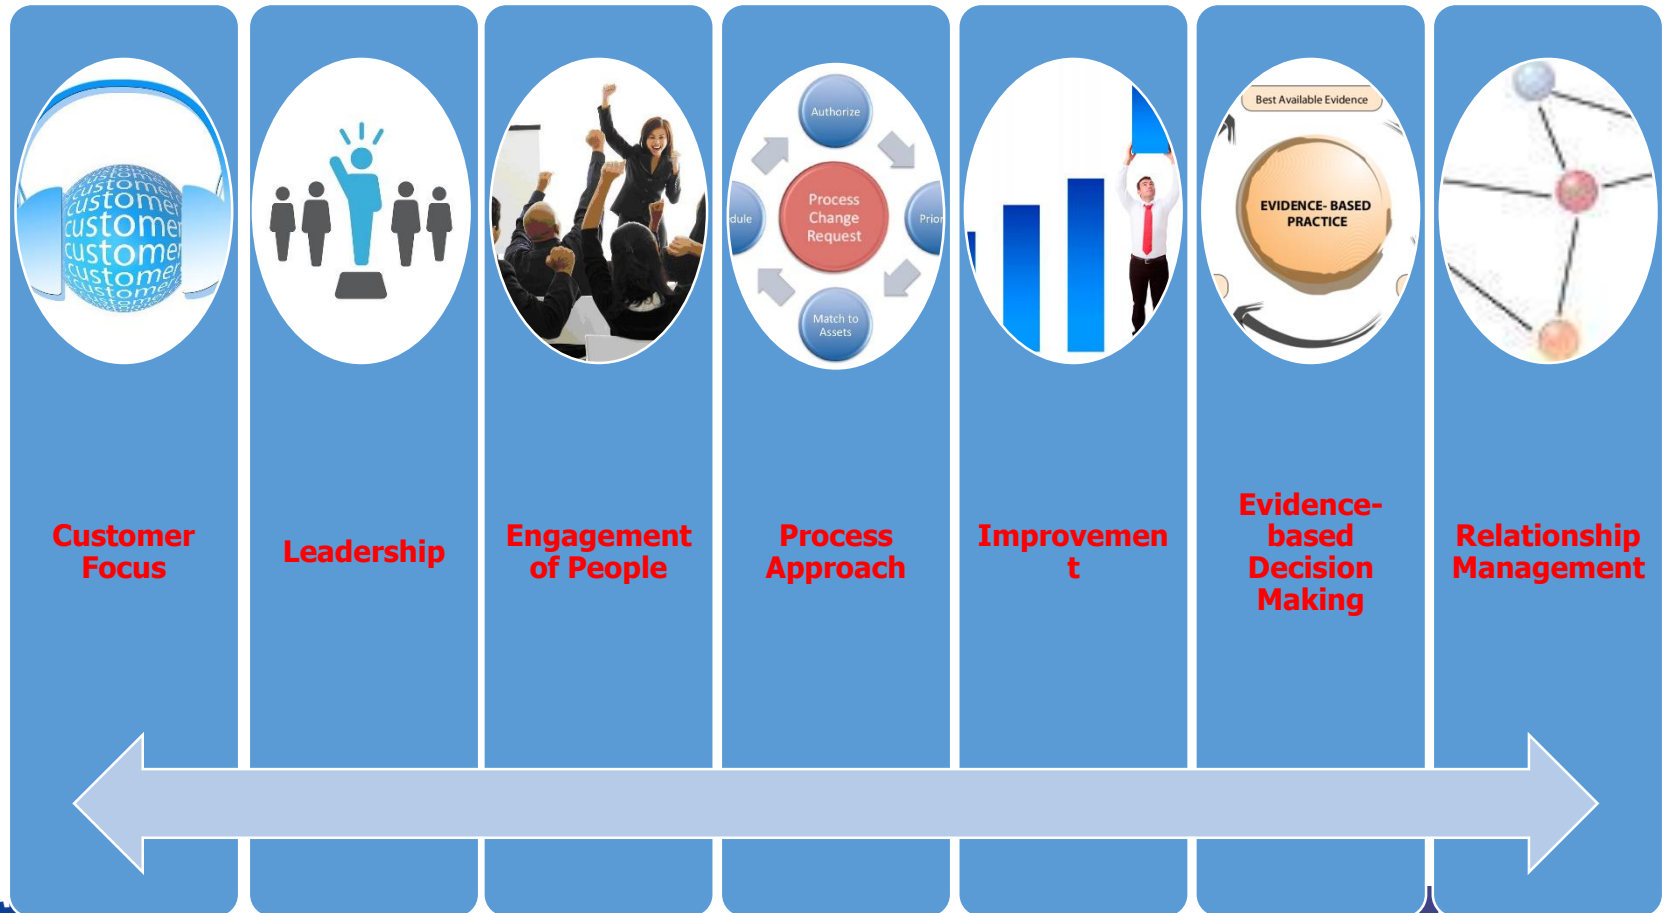 customer
customer
customer
customer
customer
customer
customer
Authorize
Process
Change
Request
dule
Prior
Match to
Assets
Best Available Evidence
EVIDENCE- BASED
PRACTICE
Customer
Focus
Leadership
Engagement
of People
Process
Approach
Improvemen
t
Evidence-
based
Decision
Making
Relationship
Management